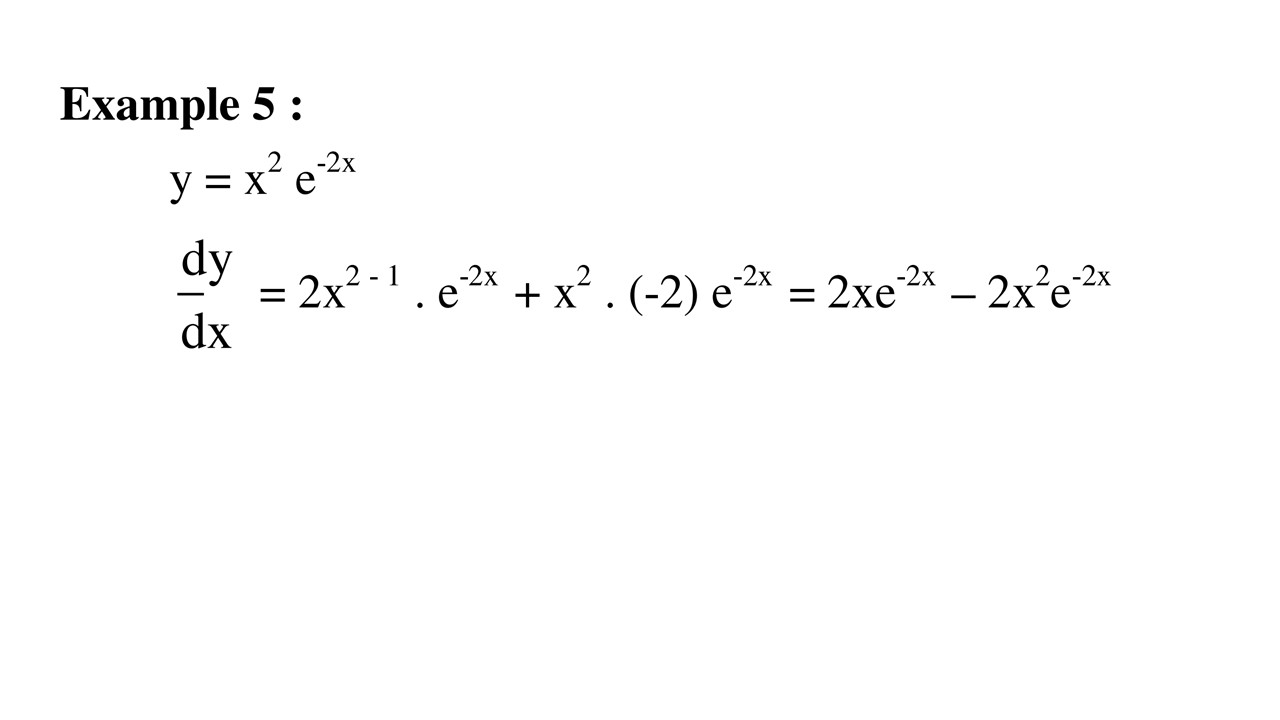 Example 5 :
y = x² e⁻²ˣ
dy
— = 2x² ⁻ ¹ . e⁻²ˣ + x² . (-2) e⁻²ˣ = 2xe⁻²ˣ – 2x²e⁻²ˣ
dx